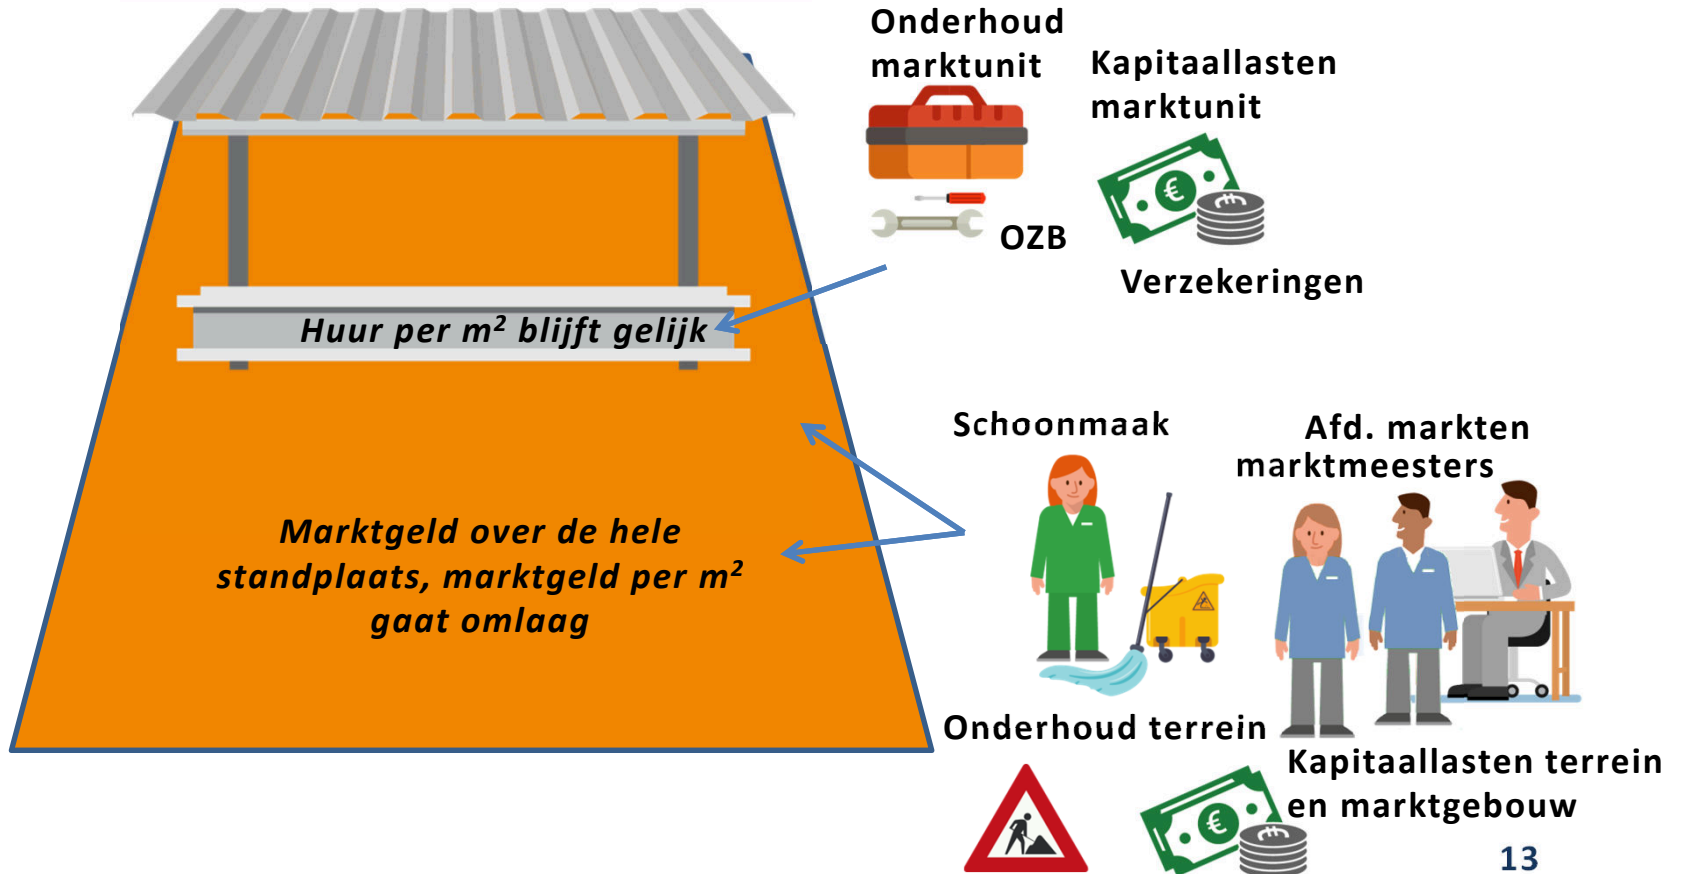 Onderhoud
marktunit
Kapitaallasten
marktunit
OZB
Verzekeringen
Huur per m² blijft gelijk
Schoonmaak
Afd. markten
marktmeesters
Marktgeld over de hele
standplaats, marktgeld per m²
gaat omlaag
Onderhoud terrein
Kapitaallasten terrein
en marktgebouw
13